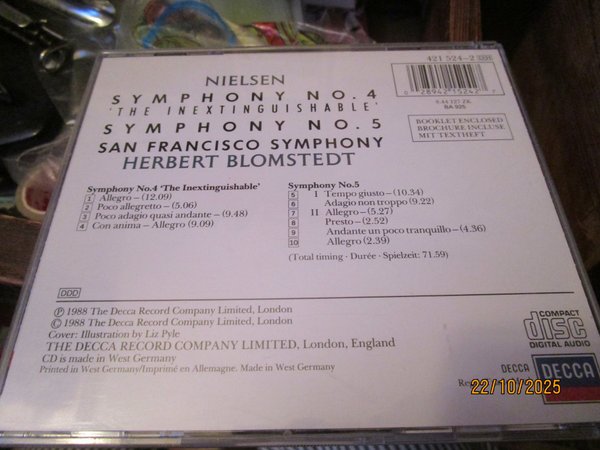 NIELSEN
421 524-2
SYMPHONY NO.4
'THE INEXTINGUISHABLE'
SYMPHONY NO.5
SAN FRANCISCO SYMPHONY
HERBERT BLOMSTEDT
0 28942 15242 7
BA 925
BOOKLET ENCLOSED
BROCHURE INCLUSE
MIT TEXTHEFT
Symphony No.4 'The Inextinguishable'
1 Allegro – (12.09)
2 Poco allegretto – (5.06)
3 Poco adagio quasi andante – (9.48)
4 Con anima – Allegro (9.09)
Symphony No.5
5 I Tempo giusto – (10.34)
6 Adagio non troppo (9.22)
7 II Allegro – (5.27)
8 Presto – (2.52)
9 Andante un poco tranquillo – (4.36)
10 Allegro (2.39)
(Total timing · Durée · Spielzeit: 71.59)
DDD
℗ 1988 The Decca Record Company Limited, London
© 1988 The Decca Record Company Limited, London
Cover: Illustration by Liz Pyle
THE DECCA RECORD COMPANY LIMITED, London, England
CD is made in West Germany
Printed in West Germany/Imprimé en Allemagne. Made in West Germany
COMPACT
disc
DIGITAL AUDIO
DECCA
DECCA
22/10/2025